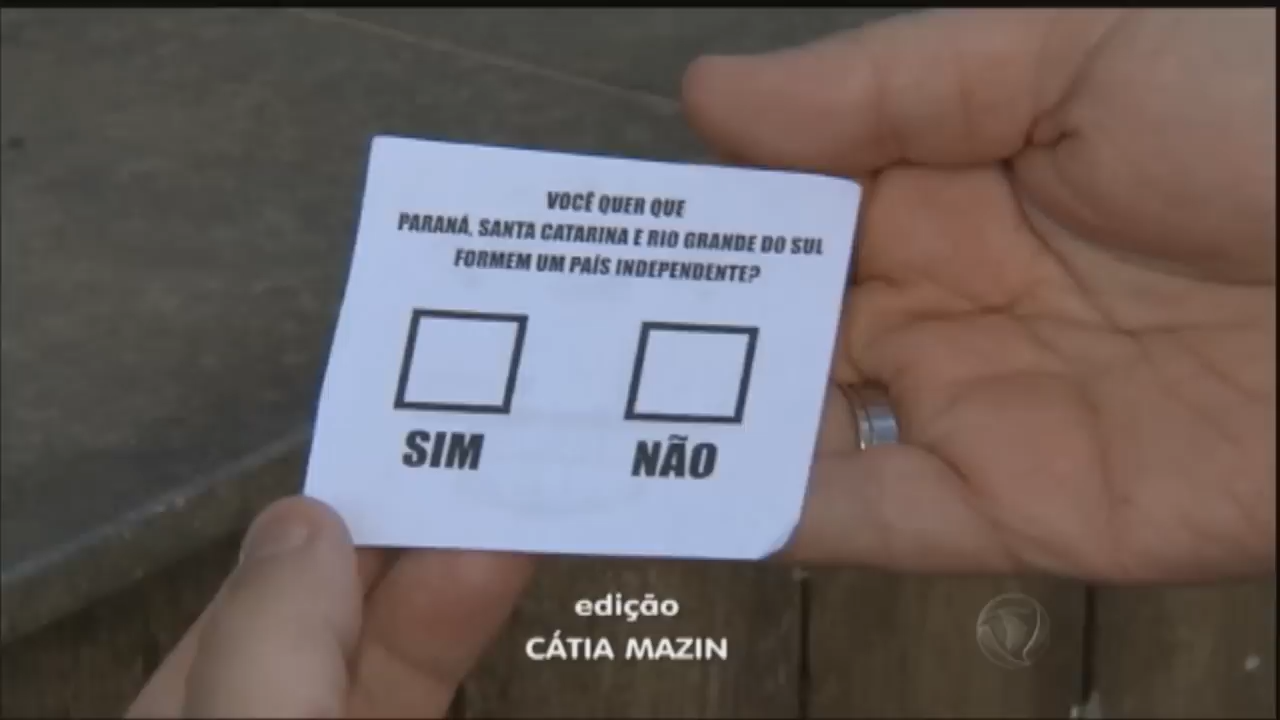 VOCÊ QUER QUE
PARANÁ, SANTA CATARINA E RIO GRANDE DO SUL
FORMEM UM PAÍS INDEPENDENTE?
SIM
NÃO
edição
CÁTIA MAZIN